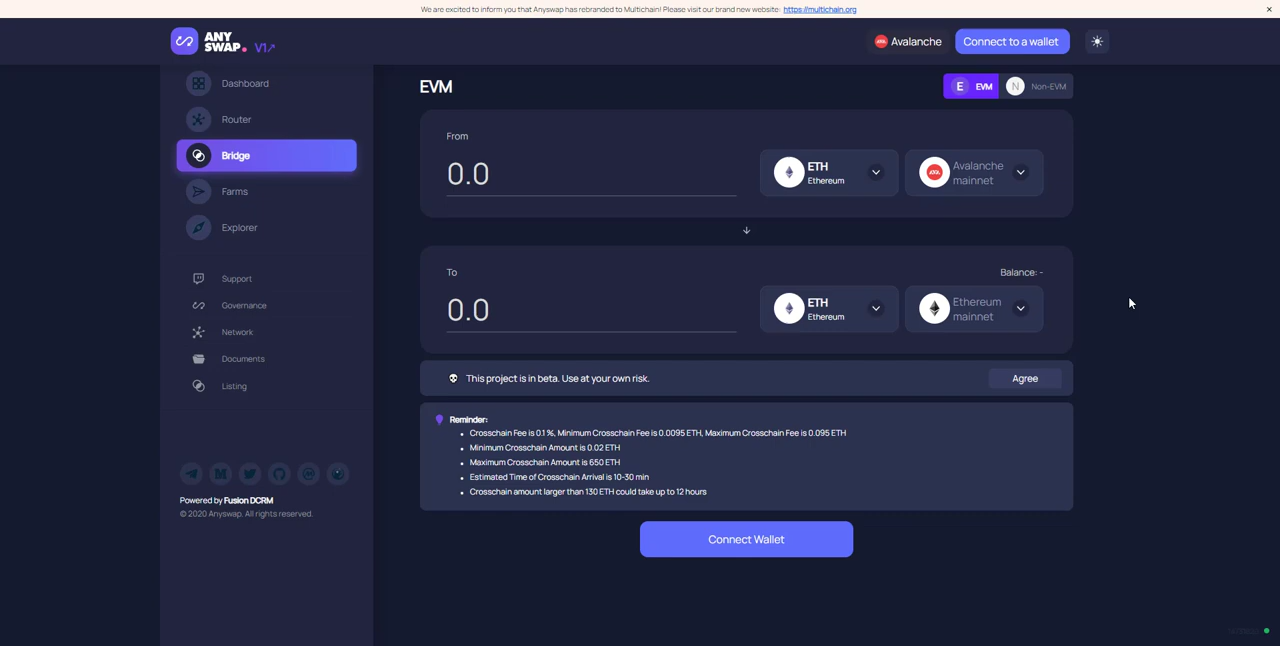 We are excited to inform you that Anyswap has rebranded to Multichain! Please visit our brand new website: https://multichain.org
ANY
SWAP.
V1↗
Avalanche
Connect to a wallet
Dashboard
Router
Bridge
Farms
Explorer
Support
Governance
Network
Documents
Listing
Powered by Fusion DCRM
© 2020 Anyswap. All rights reserved.
EVM
E EVM
N Non-EVM
From
0.0
ETH
Ethereum
AVA
Avalanche
mainnet
To
Balance: -
0.0
ETH
Ethereum
Ethereum
mainnet
This project is in beta. Use at your own risk.
Agree
Reminder:
Crosschain Fee is 0.1 %, Minimum Crosschain Fee is 0.0095 ETH, Maximum Crosschain Fee is 0.095 ETH
Minimum Crosschain Amount is 0.02 ETH
Maximum Crosschain Amount is 650 ETH
Estimated Time of Crosschain Arrival is 10-30 min
Crosschain amount larger than 130 ETH could take up to 12 hours
Connect Wallet